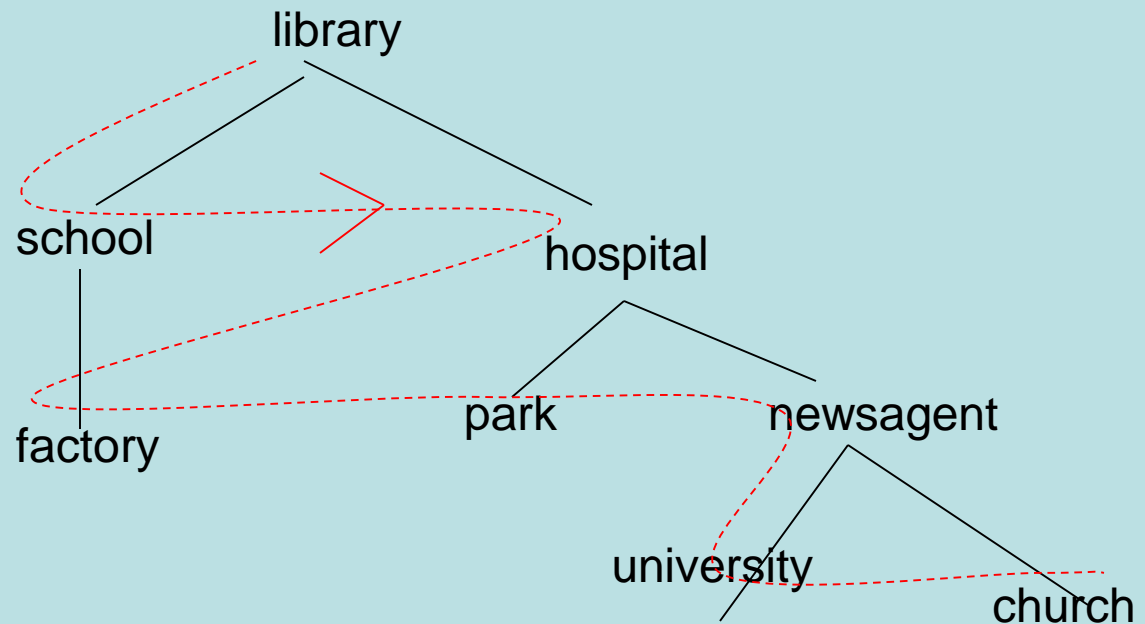 library
school
hospital
factory
park
newsagent
university
church